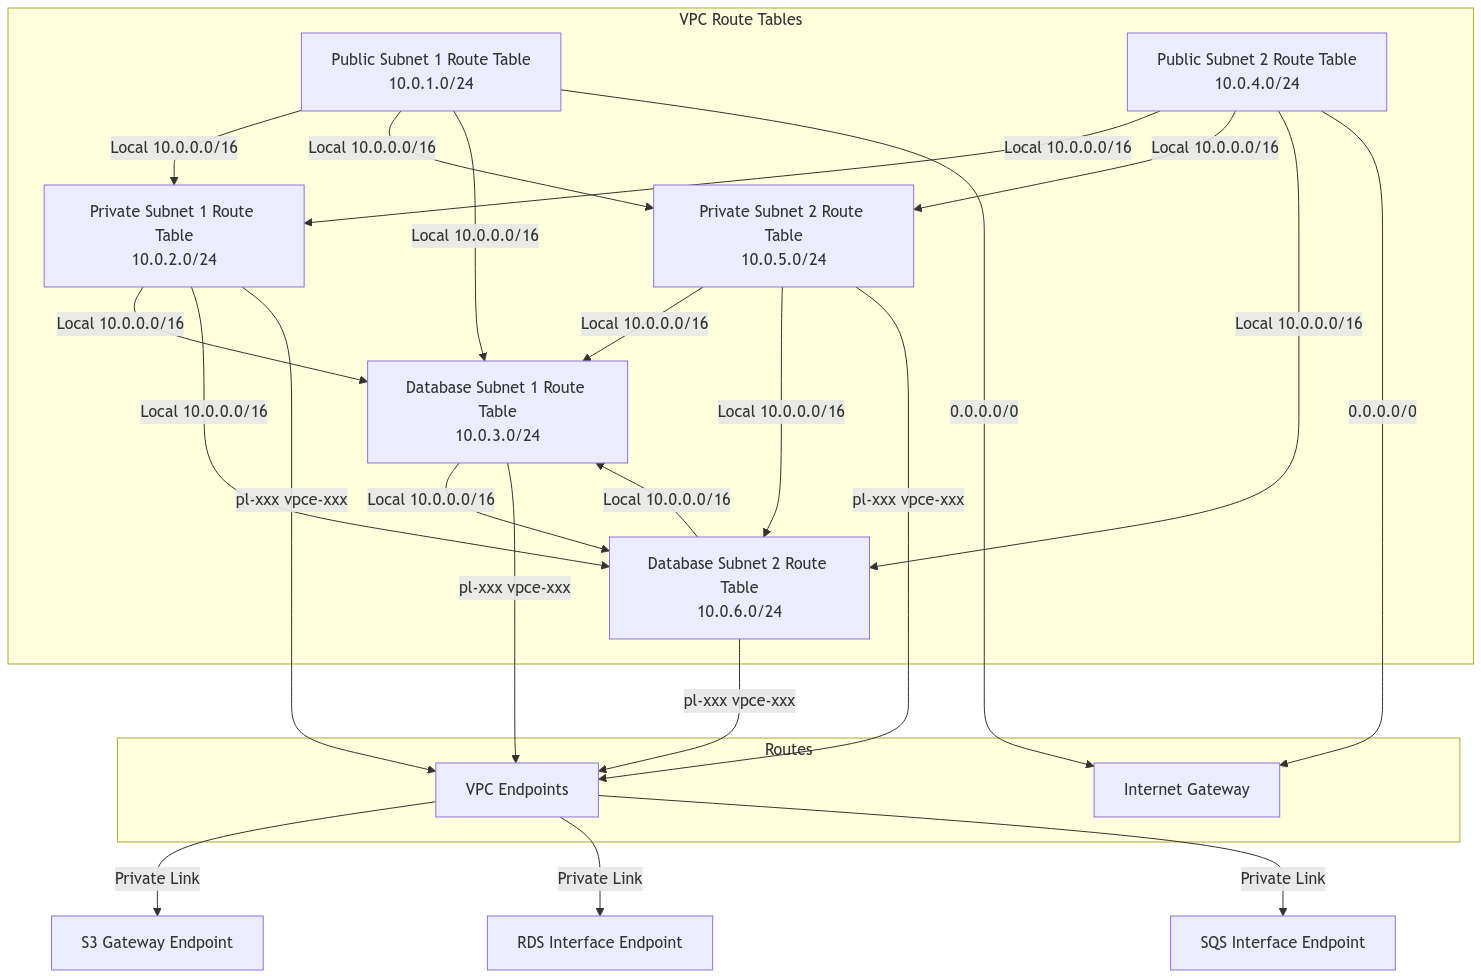 VPC Route Tables
Public Subnet 1 Route Table
10.0.1.0/24
Public Subnet 2 Route Table
10.0.4.0/24
Local 10.0.0.0/16
Local 10.0.0.0/16
Local 10.0.0.0/16
Local 10.0.0.0/16
Private Subnet 1 Route
Table
10.0.2.0/24
Local 10.0.0.0/16
Private Subnet 2 Route
Table
10.0.5.0/24
Local 10.0.0.0/16
Local 10.0.0.0/16
Local 10.0.0.0/16
Database Subnet 1 Route
Table
10.0.3.0/24
Local 10.0.0.0/16
Local 10.0.0.0/16
0.0.0.0/0
0.0.0.0/0
pl-xxx vpce-xxx
Local 10.0.0.0/16
Local 10.0.0.0/16
pl-xxx vpce-xxx
pl-xxx vpce-xxx
Database Subnet 2 Route
Table
10.0.6.0/24
pl-xxx vpce-xxx
Routes
VPC Endpoints
Internet Gateway
Private Link
Private Link
Private Link
S3 Gateway Endpoint
RDS Interface Endpoint
SQS Interface Endpoint